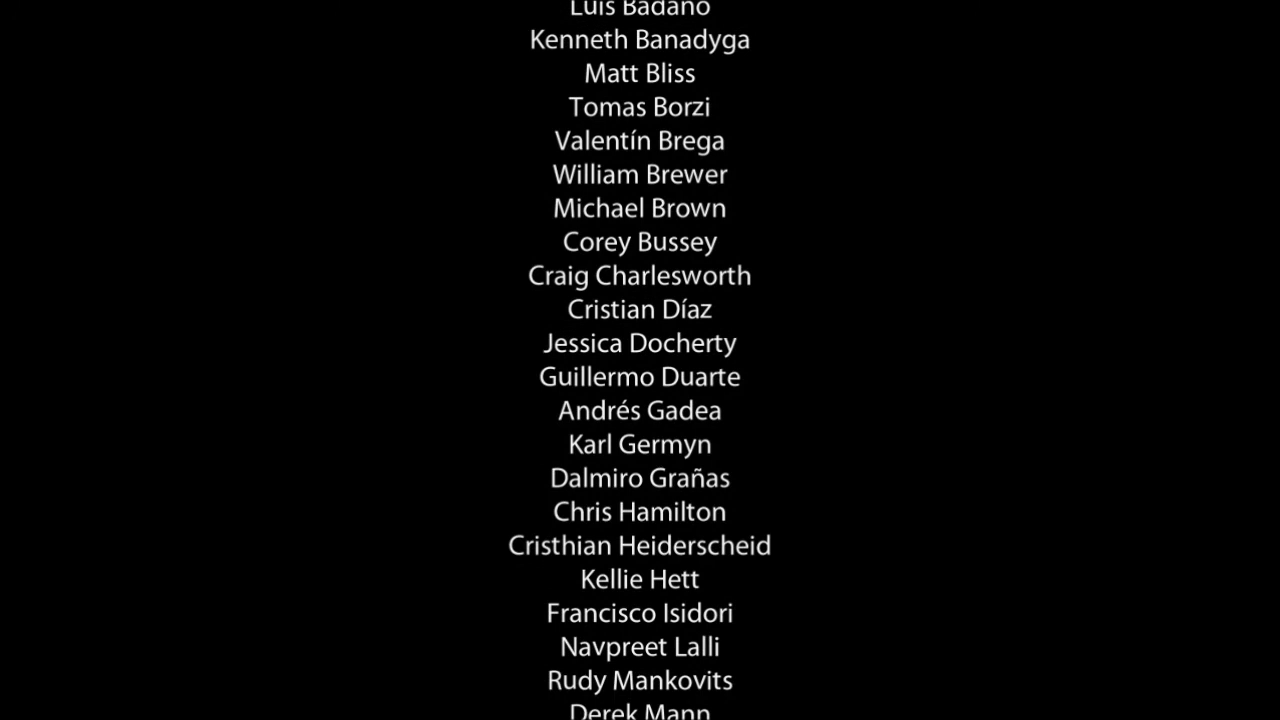 Luis Badano
Kenneth Banadyga
Matt Bliss
Tomas Borzi
Valentín Brega
William Brewer
Michael Brown
Corey Bussey
Craig Charlesworth
Cristian Díaz
Jessica Docherty
Guillermo Duarte
Andrés Gadea
Karl Germyn
Dalmiro Grañas
Chris Hamilton
Cristhian Heiderscheid
Kellie Hett
Francisco Isidori
Navpreet Lalli
Rudy Mankovits
Derek Mann